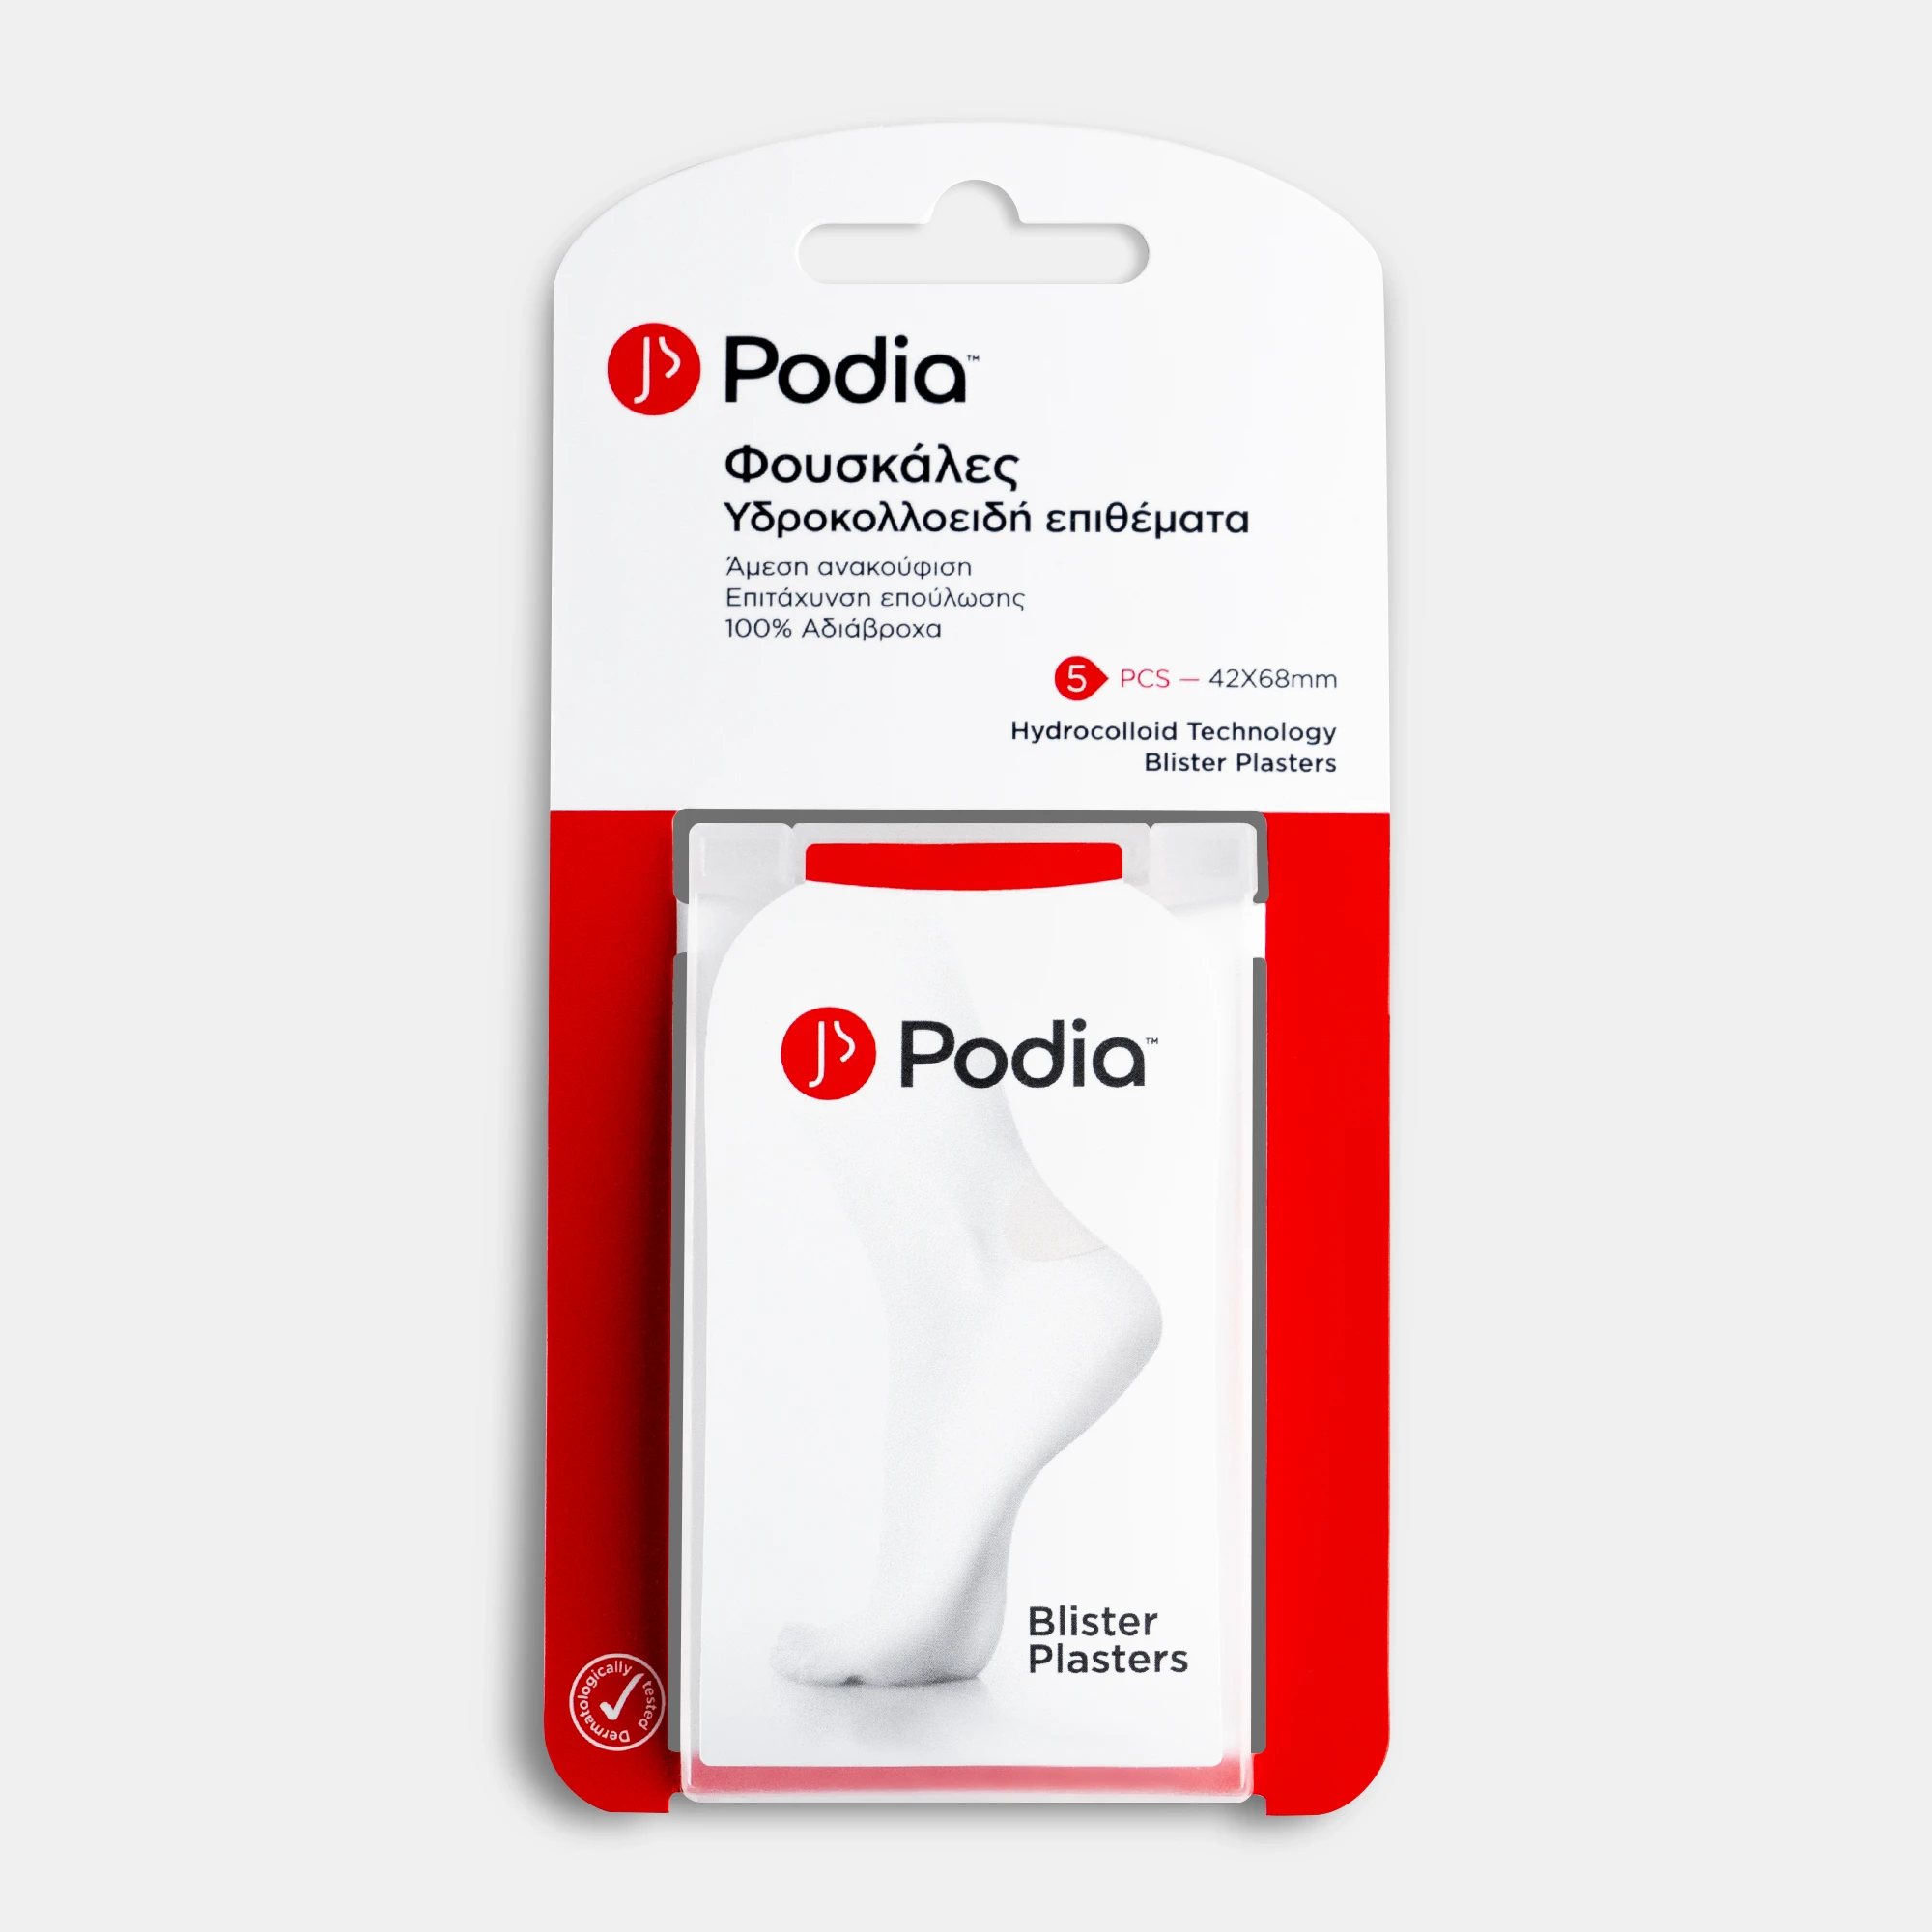 Podia™
Φουσκάλες
Υδροκολλοειδή επιθέματα
Άμεση ανακούφιση
Επιτάχυνση επούλωσης
100% Αδιάβροχα
5 PCS — 42X68mm
Hydrocolloid Technology
Blister Plasters
Podia™
Blister
Plasters
Dermatologically tested